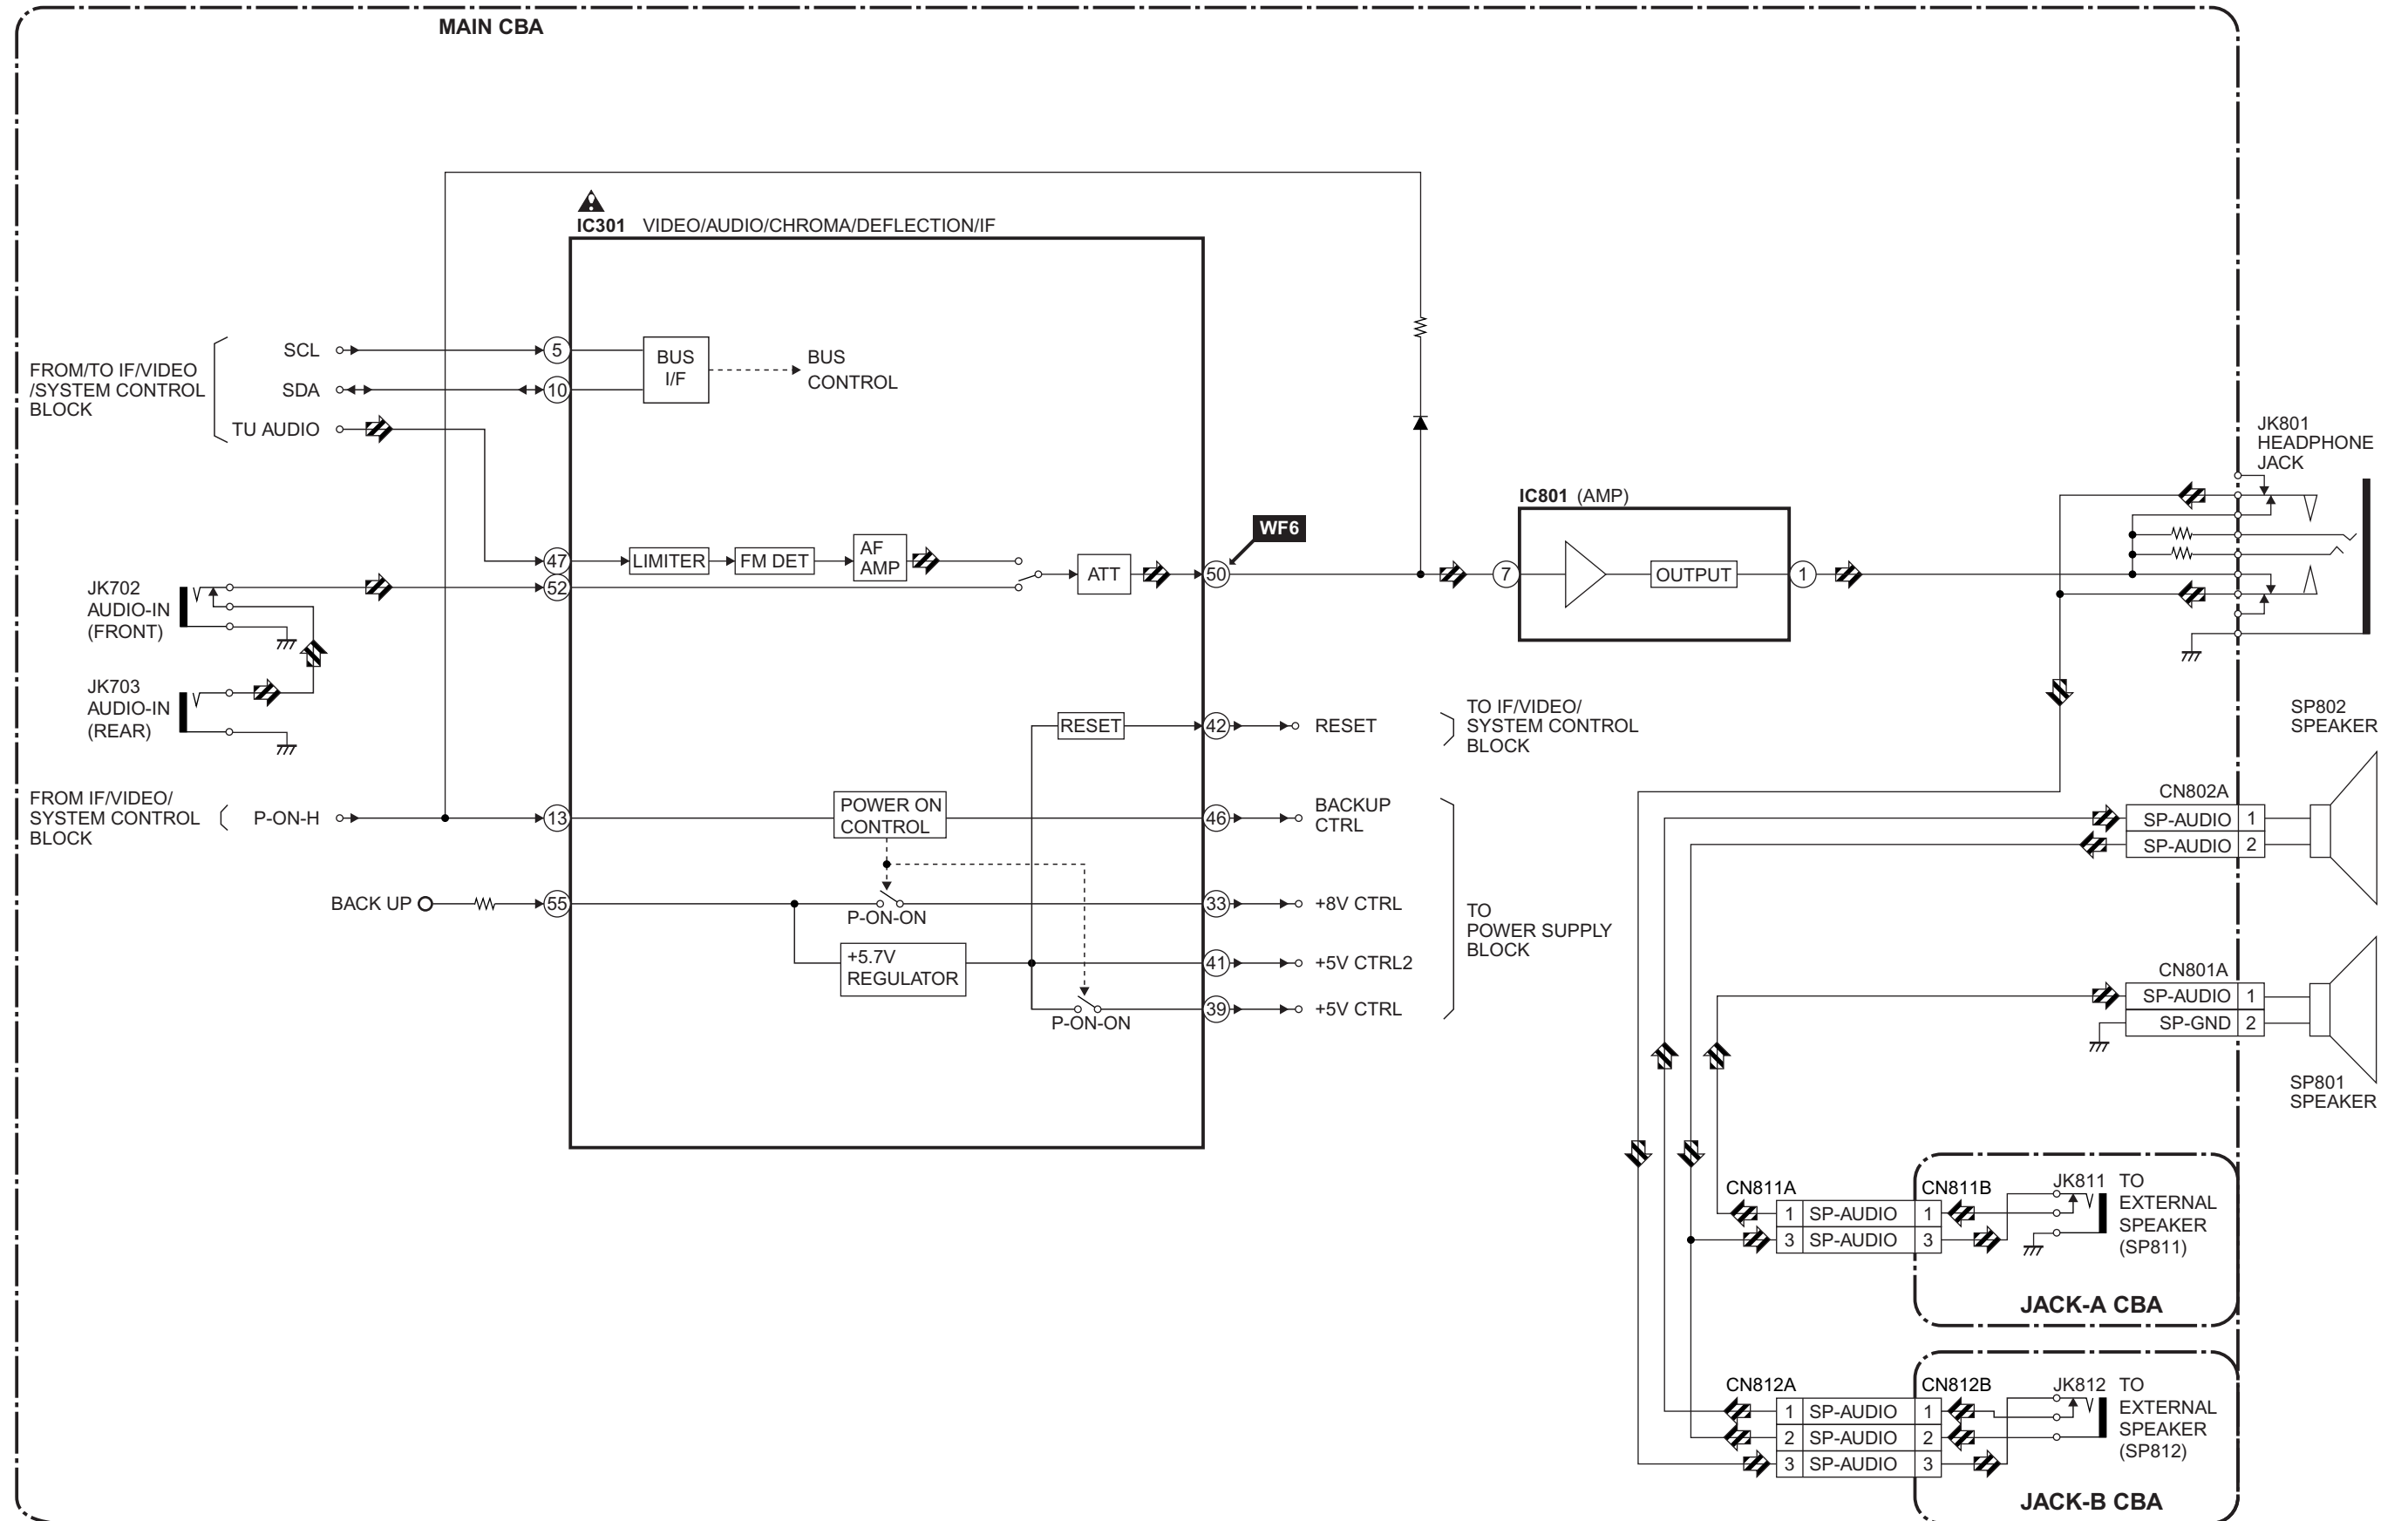 MAIN CBA
IC301 VIDEO/AUDIO/CHROMA/DEFLECTION/IF
FROM/TO IF/VIDEO
/SYSTEM CONTROL
BLOCK
SCL
SDA
TU AUDIO
5
10
BUS
I/F
BUS
CONTROL
JK702
AUDIO-IN
(FRONT)
JK703
AUDIO-IN
(REAR)
47
52
LIMITER
FM DET
AF
AMP
ATT
50
WF6
IC801 (AMP)
7
OUTPUT
1
JK801
HEADPHONE
JACK
RESET
42
RESET
TO IF/VIDEO/
SYSTEM CONTROL
BLOCK
FROM IF/VIDEO/
SYSTEM CONTROL
BLOCK
P-ON-H
13
POWER ON
CONTROL
46
BACKUP
CTRL
BACK UP
55
P-ON-ON
33
+8V CTRL
+5.7V
REGULATOR
41
+5V CTRL2
P-ON-ON
39
+5V CTRL
TO
POWER SUPPLY
BLOCK
SP802
SPEAKER
CN802A
SP-AUDIO 1
SP-AUDIO 2
CN801A
SP-AUDIO 1
SP-GND 2
SP801
SPEAKER
CN811A
1 SP-AUDIO 1
3 SP-AUDIO 3
CN811B
JK811
TO
EXTERNAL
SPEAKER
(SP811)
JACK-A CBA
CN812A
1 SP-AUDIO 1
2 SP-AUDIO 2
3 SP-AUDIO 3
CN812B
JK812
TO
EXTERNAL
SPEAKER
(SP812)
JACK-B CBA